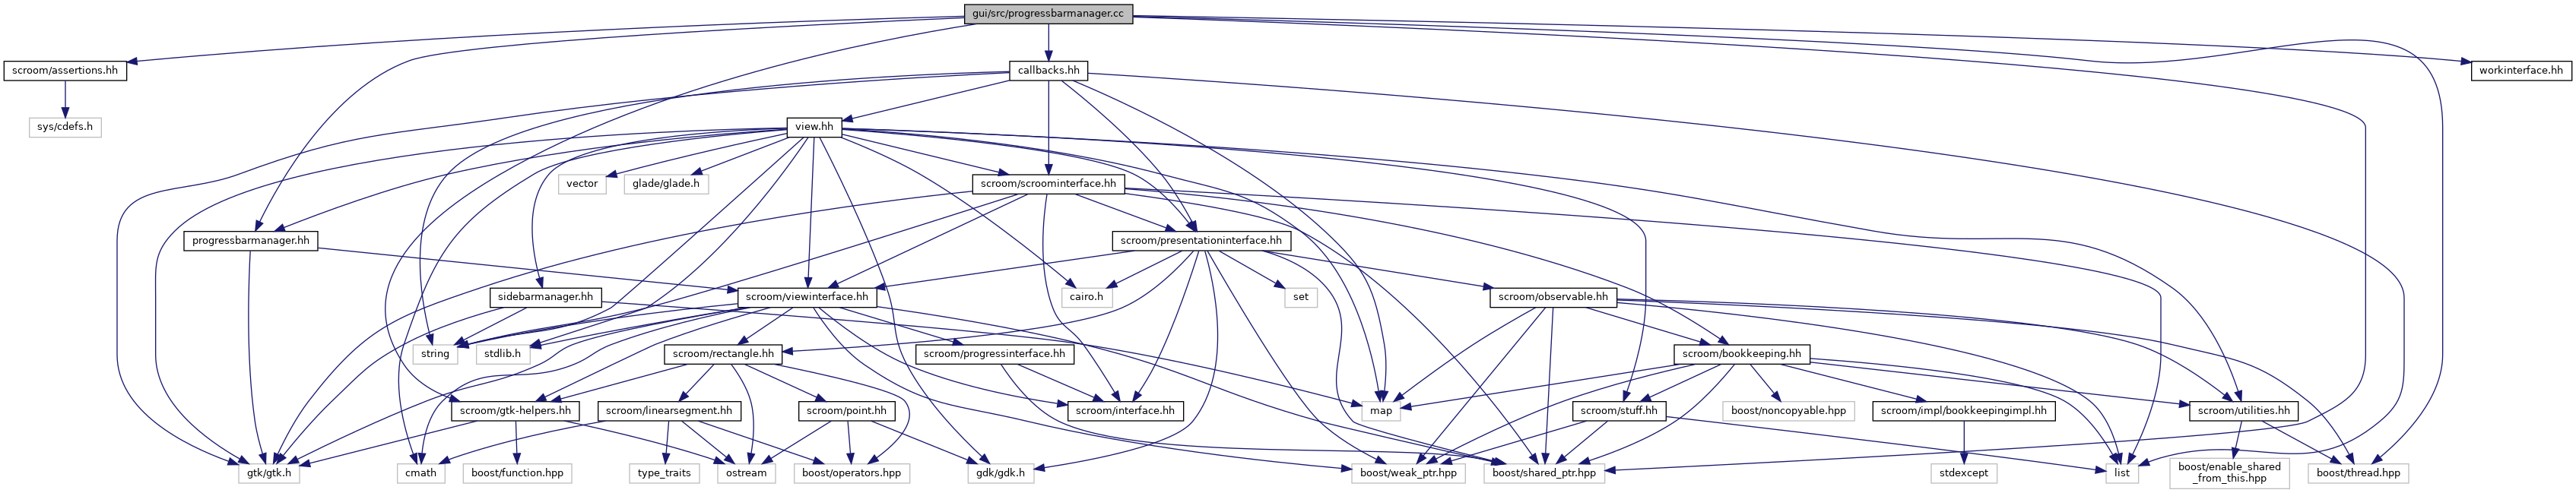 gui/src/progressbarmanager.cc
scroom/assertions.hh
callbacks.hh
workinterface.hh
sys/cdefs.h
view.hh
vector
glade/glade.h
scroom/scroominterface.hh
progressbarmanager.hh
scroom/presentationinterface.hh
sidebarmanager.hh
scroom/viewinterface.hh
cairo.h
set
scroom/observable.hh
string
stdlib.h
scroom/rectangle.hh
scroom/progressinterface.hh
scroom/bookkeeping.hh
scroom/gtk-helpers.hh
scroom/linearsegment.hh
scroom/point.hh
scroom/interface.hh
map
scroom/stuff.hh
boost/noncopyable.hpp
scroom/impl/bookkeepingimpl.hh
scroom/utilities.hh
gtk/gtk.h
cmath
boost/function.hpp
type_traits
ostream
boost/operators.hpp
gdk/gdk.h
boost/weak_ptr.hpp
boost/shared_ptr.hpp
stdexcept
list
boost/enable_shared
_from_this.hpp
boost/thread.hpp